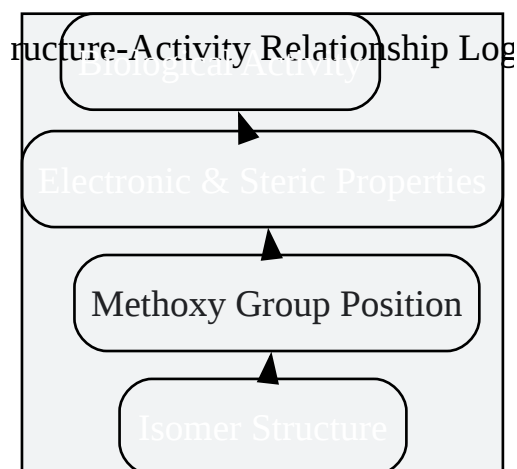 ructure-Activity Relationship Log
Biological Activity
Electronic & Steric Properties
Methoxy Group Position
Isomer Structure